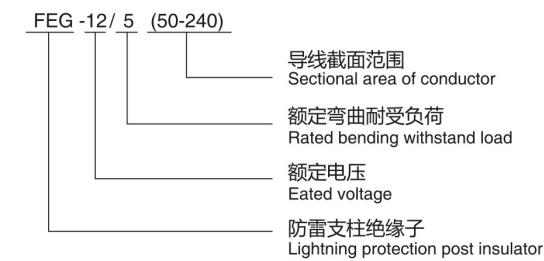 FEG -12/ 5 (50-240)
导线截面范围
Sectional area of conductor
额定弯曲耐受负荷
Rated bending withstand load
额定电压
Eated voltage
防雷支柱绝缘子
Lightning protection post insulator